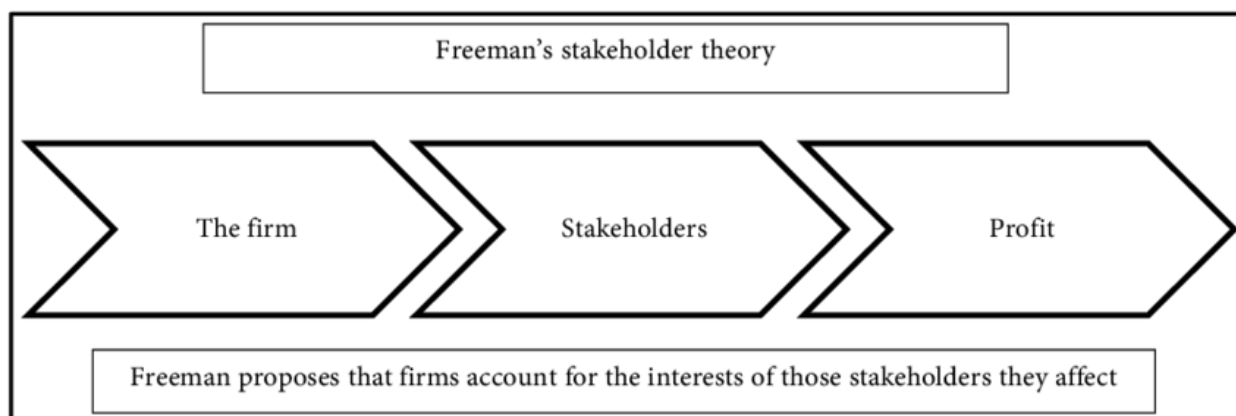 Freeman’s stakeholder theory
The firm
Stakeholders
Profit
Freeman proposes that firms account for the interests of those stakeholders they affect